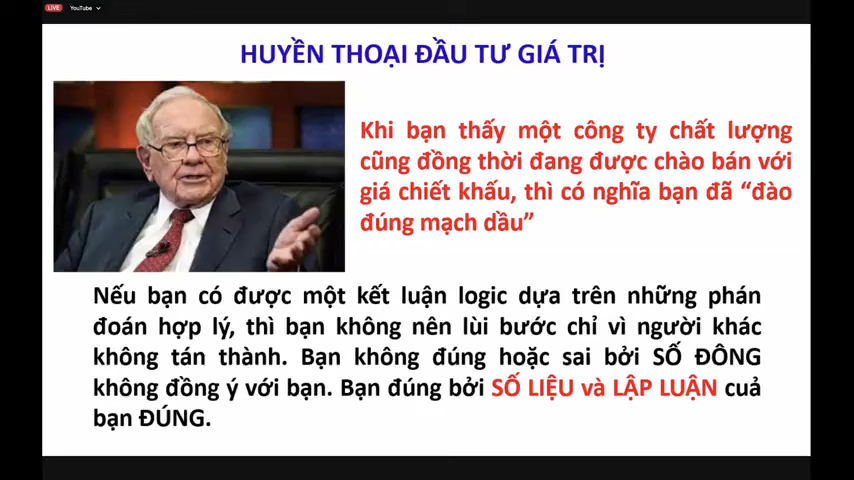 LIVE YouTube
HUYỀN THOẠI ĐẦU TƯ GIÁ TRỊ
Khi bạn thấy một công ty chất lượng
cũng đồng thời đang được chào bán với
giá chiết khấu, thì có nghĩa bạn đã “đào
đúng mạch dầu”
Nếu bạn có được một kết luận logic dựa trên những phán
đoán hợp lý, thì bạn không nên lùi bước chỉ vì người khác
không tán thành. Bạn không đúng hoặc sai bởi SỐ ĐÔNG
không đồng ý với bạn. Bạn đúng bởi SỐ LIỆU và LẬP LUẬN cuả
bạn ĐÚNG.